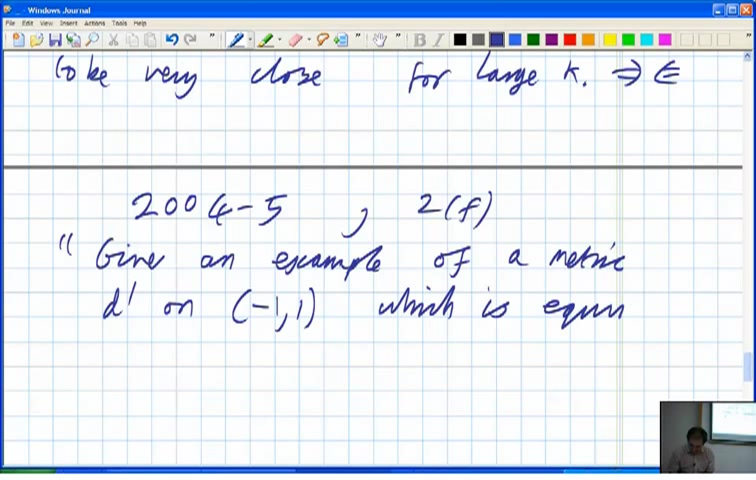 Windows Journal
File Edit View Insert Actions Tools Help
B I
to be very close for large k. ⇒⇐
2004-5, 2(f)
"Give an example of a metric
d' on (-1,1) which is equiv